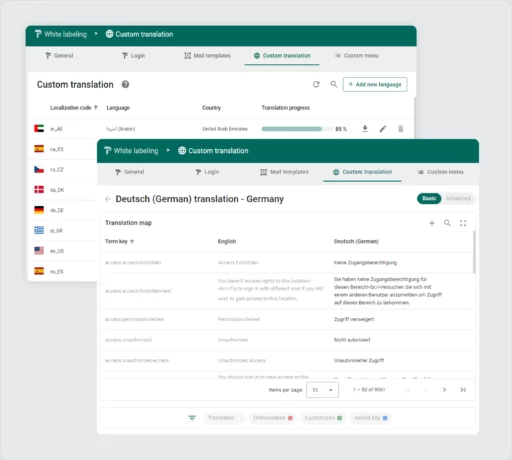 White labeling > Custom translation
General Login Mail templates Custom translation Custom menu
Custom translation
+ Add new language
Localization code ↑ Language Country Translation progress
ar_AE العربية (Arabic) United Arab Emirates 85 %
ca_ES
cs_CZ
da_DK
de_DE
el_GR
en_US
es_ES
White labeling > Custom translation
General Login Mail templates Custom translation Custom menu
← Deutsch (German) translation - Germany
Basic Advanced
Translation map
Term key ↑ English Deutsch (German)
access.access-forbidden Access Forbidden Keine Zugangsberechtigung
access.access-forbidden-text
You haven't access rights to this location!
<br/>Try to sign in with different user if you still
wish to gain access to this location.
Sie haben keine Zugangsberechtigung für
diesen Bereich!<br/>Versuchen Sie sich mit
einem anderen Benutzer anzumelden um Zugriff
auf diesen Bereich zu bekommen.
access.permission-denied Permission Denied Zugriff verweigert
access.unauthorized Unauthorized Nicht autorisiert
access.unauthorized-access Unauthorized Access Unautorisierter Zugriff
You should sign in to have access to this
Items per page: 50 1 – 50 of 9061
Translated Untranslated Customized Added key